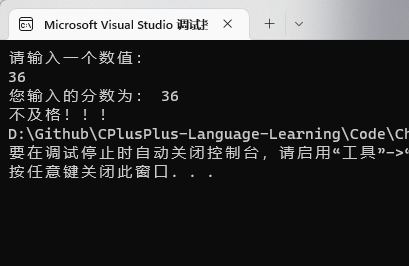 Microsoft Visual Studio 调试
请输入一个数值：
36
您输入的分数为： 36
不及格！！！
D:\Github\CPlusPlus-Language-Learning\Code\Ch
要在调试停止时自动关闭控制台，请启用“工具”->“
按任意键关闭此窗口. . .